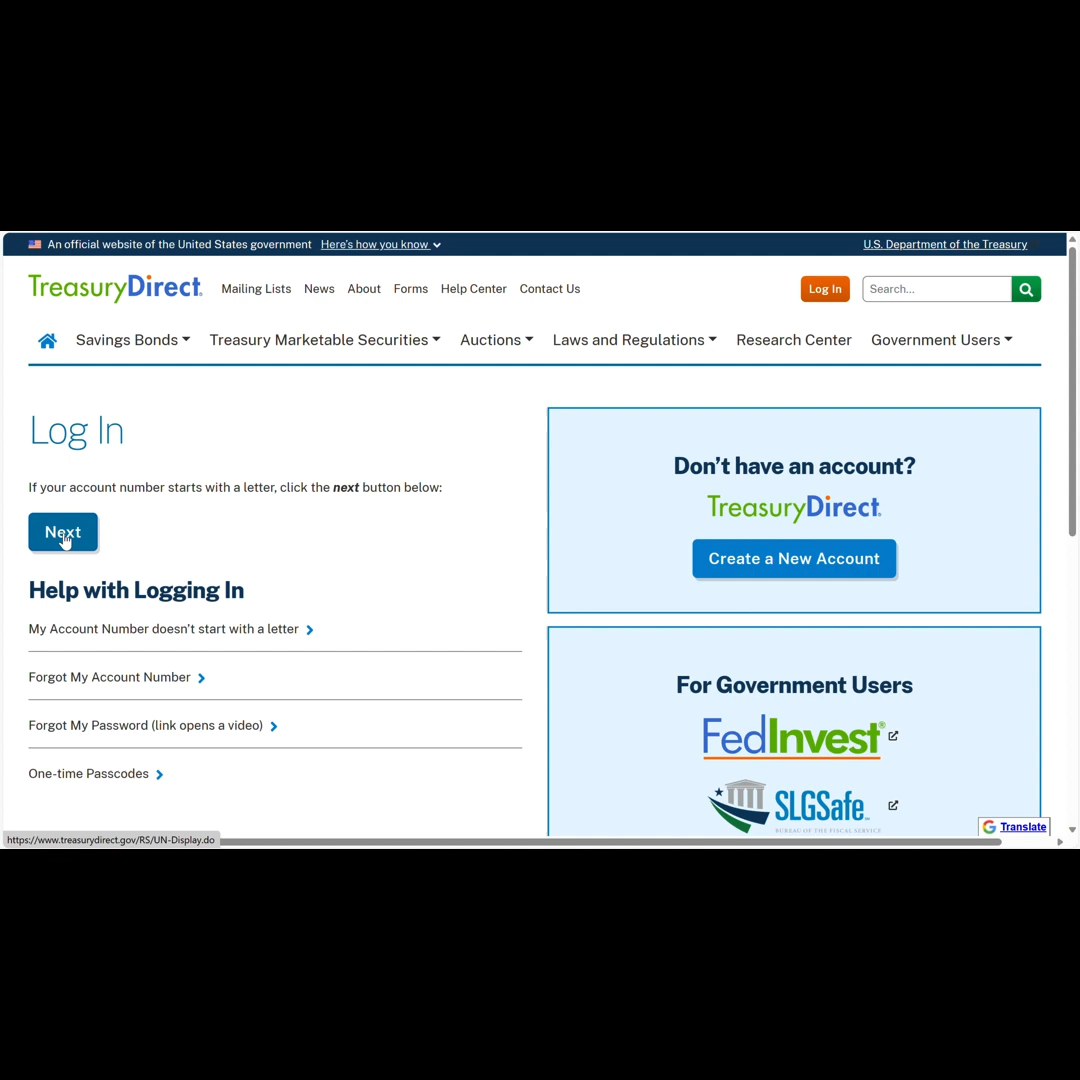 An official website of the United States government Here's how you know
U.S. Department of the Treasury
TreasuryDirect
Mailing Lists News About Forms Help Center Contact Us
Log In
Search...
Savings Bonds Treasury Marketable Securities Auctions Laws and Regulations Research Center Government Users
Log In
If your account number starts with a letter, click the next button below:
Next
Help with Logging In
My Account Number doesn't start with a letter
Forgot My Account Number
Forgot My Password (link opens a video)
One-time Passcodes
Don't have an account?
TreasuryDirect
Create a New Account
For Government Users
FedInvest®
SLGSafe
BUREAU OF THE FISCAL SERVICE
Translate
https://www.treasurydirect.gov/RS/UN-Display.do